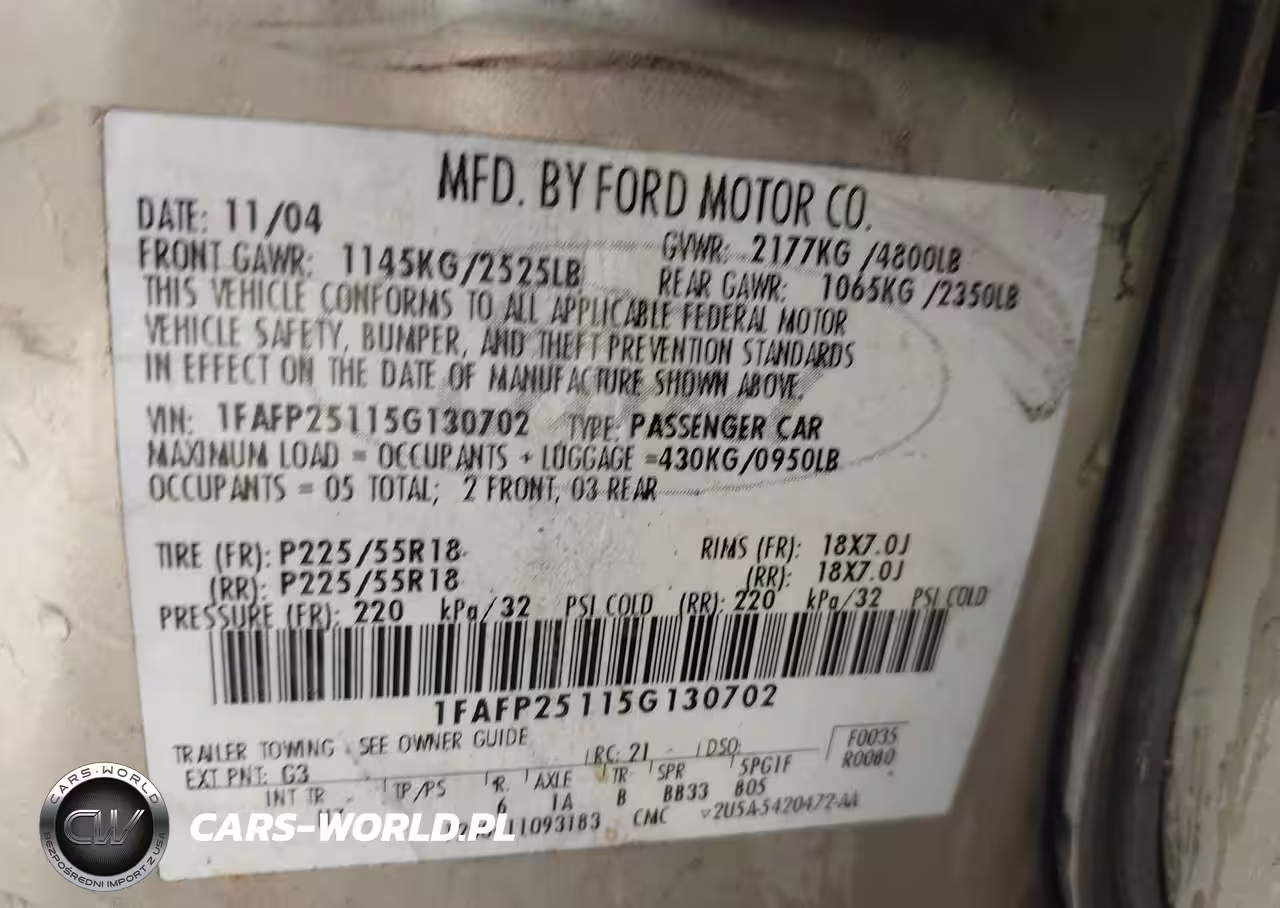 MFD. BY FORD MOTOR CO.
DATE: 11/04
GVWR: 2177KG /4800LB
FRONT GAWR: 1145KG/2525LB
REAR GAWR: 1065KG /2350LB
THIS VEHICLE CONFORMS TO ALL APPLICABLE FEDERAL MOTOR
VEHICLE SAFETY, BUMPER, AND THEFT PREVENTION STANDARDS
IN EFFECT ON THE DATE OF MANUFACTURE SHOWN ABOVE.
VIN: 1FAFP25115G130702 TYPE: PASSENGER CAR
MAXIMUM LOAD = OCCUPANTS + LUGGAGE =430KG/0950LB
OCCUPANTS = 05 TOTAL; 2 FRONT, 03 REAR
TIRE (FR): P225/55R18 RIMS (FR): 18X7.0J
(RR): P225/55R18 (RR): 18X7.0J
PRESSURE (FR): 220 kPa/32 PSI COLD (RR): 220 kPa/32 PSI COLD
1FAFP25115G130702
TRAILER TOWING - SEE OWNER GUIDE
EXT PNT: G3 RC: 21 DSO: F0035
R0080
INT TR TP/PS R. AXLE TR SPR 5PG1F
6 1A B BB33 805
11093183 CMC
CARS-WORLD.PL
CARS-WORLD
CW
BEZPOŚREDNI IMPORT Z USA